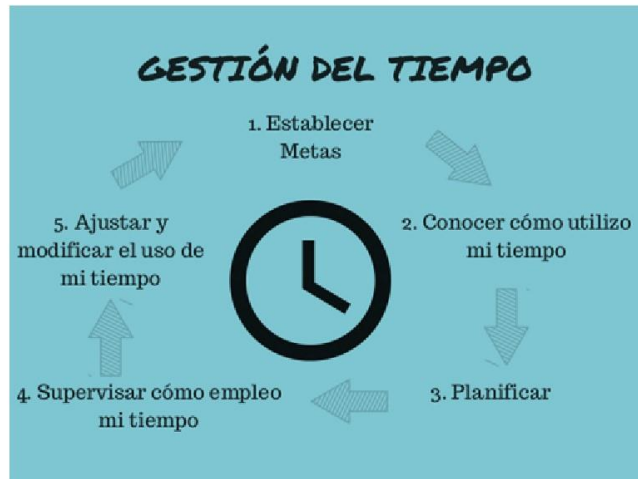 GESTIÓN DEL TIEMPO
1. Establecer
Metas
2. Conocer cómo utilizo
mi tiempo
3. Planificar
4. Supervisar cómo empleo
mi tiempo
5. Ajustar y
modificar el uso de
mi tiempo